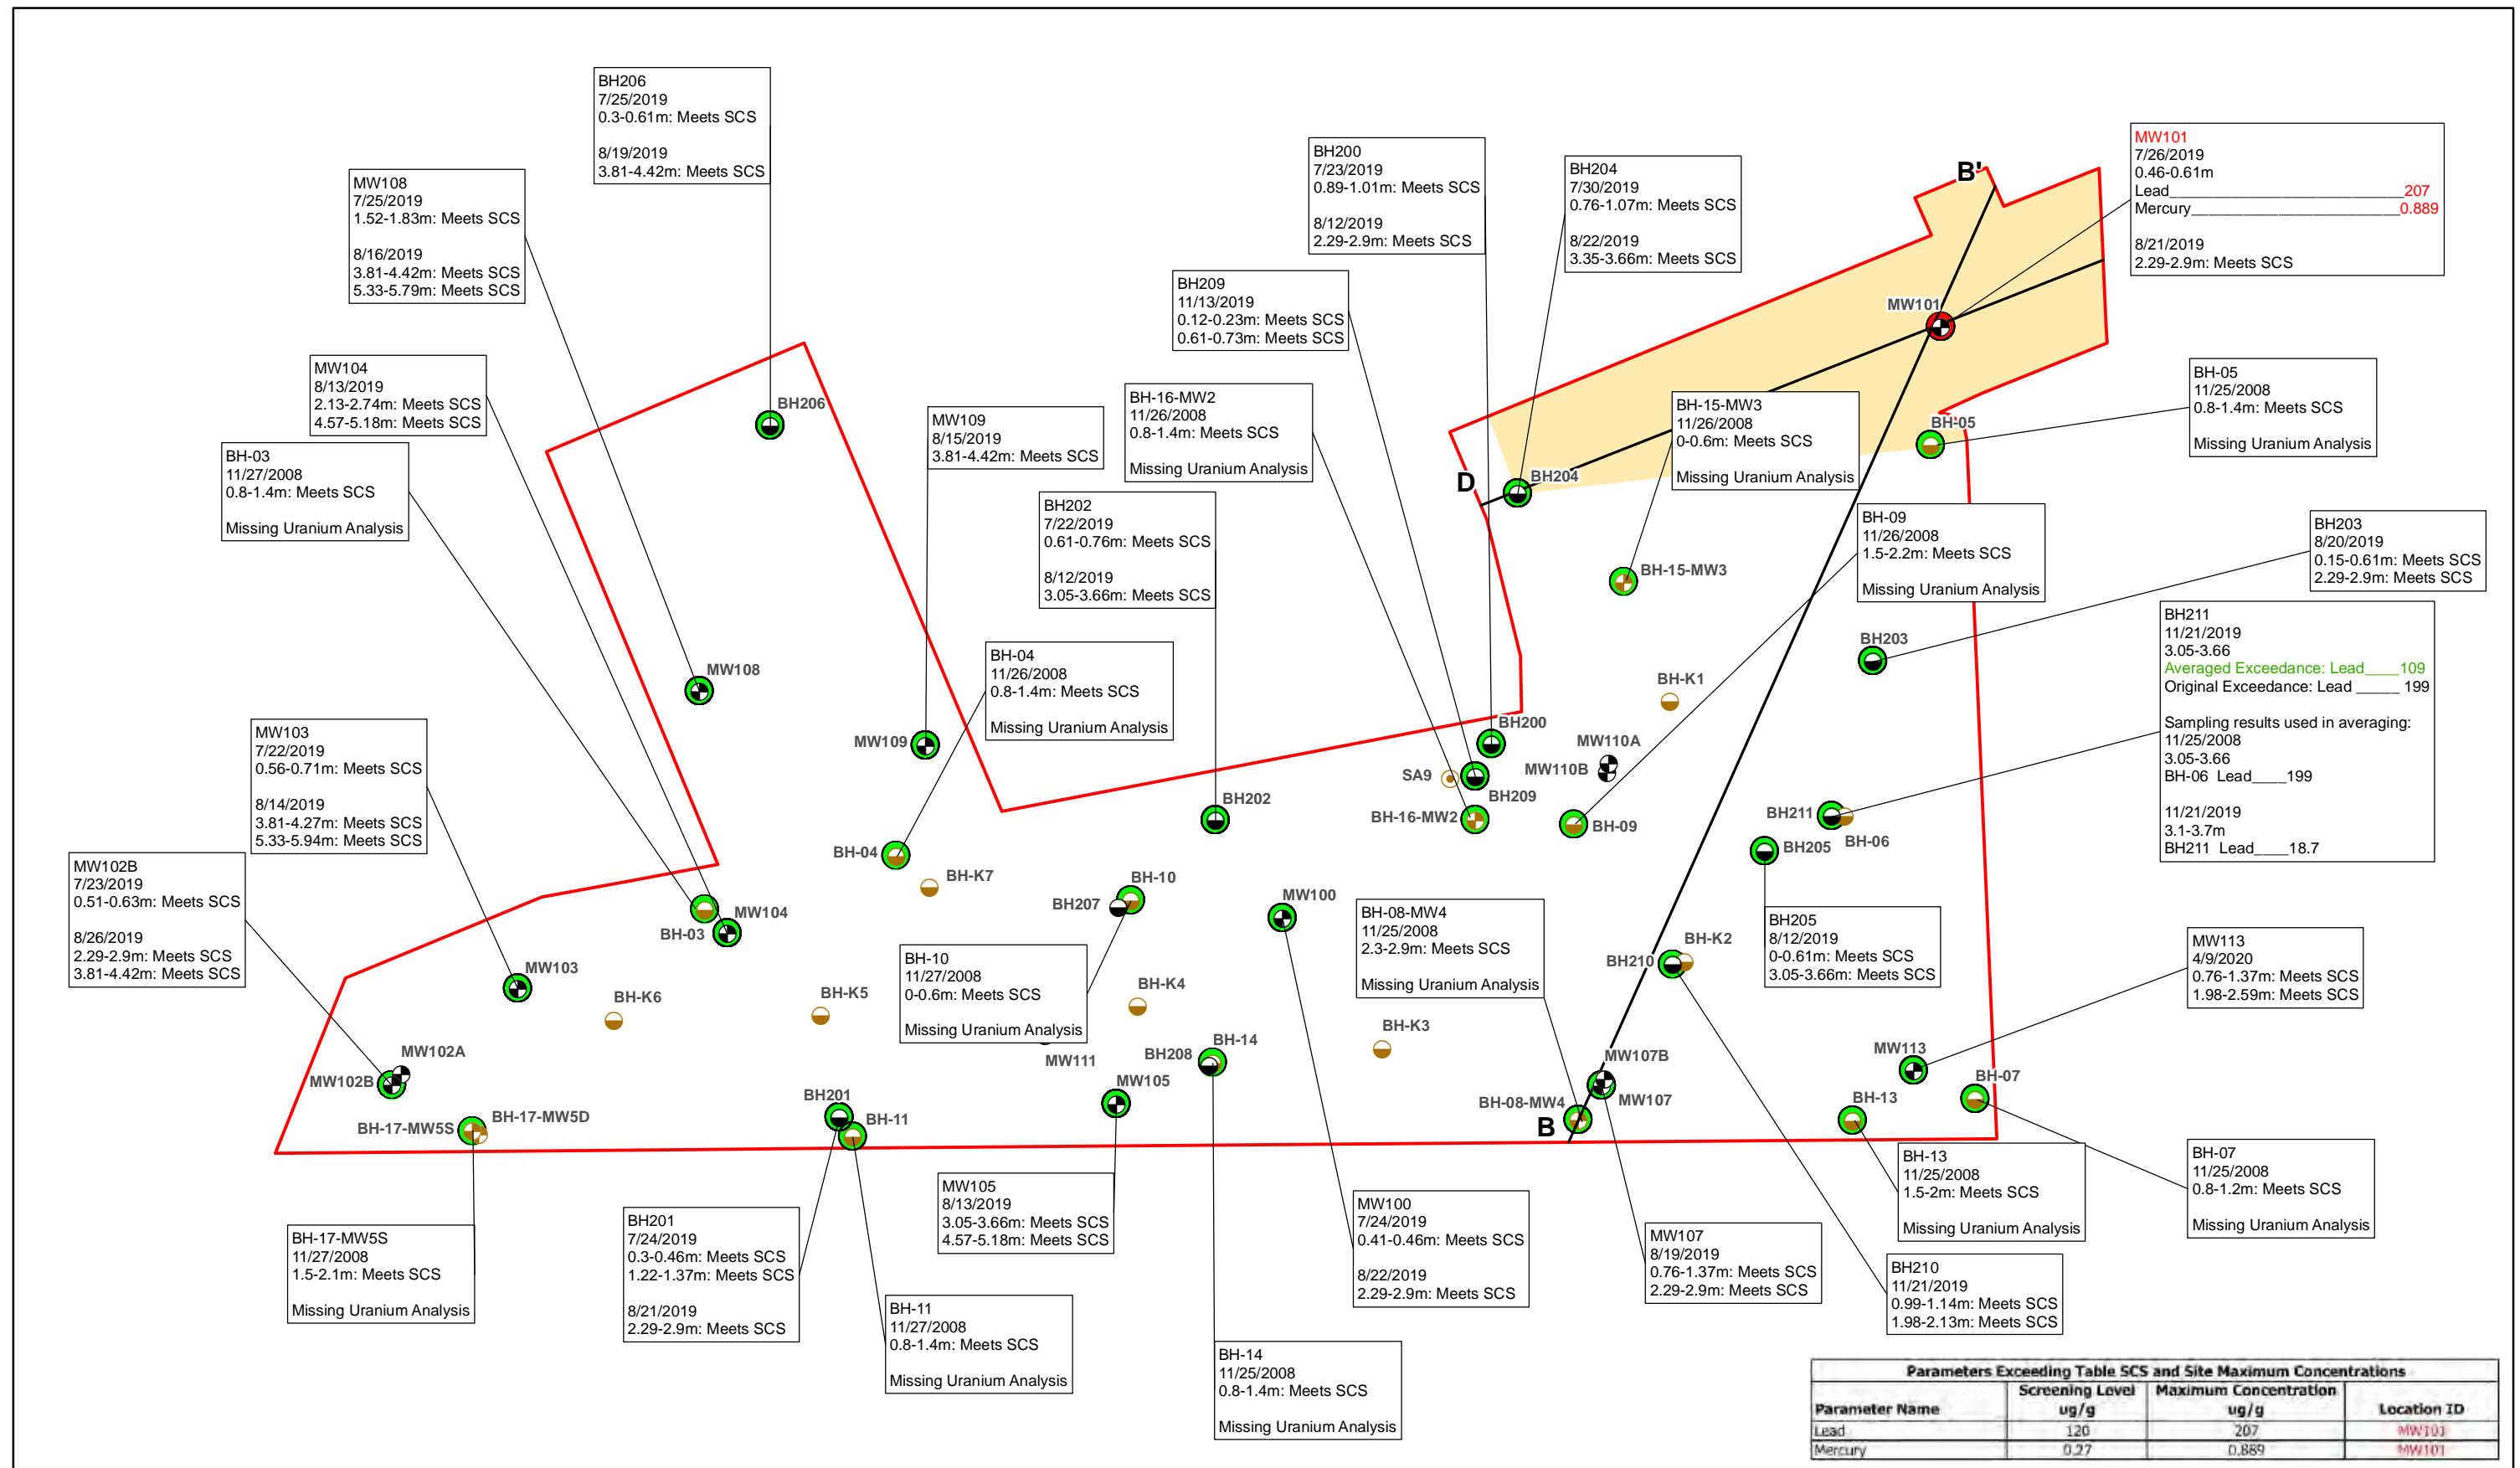 BH206
7/25/2019
0.3-0.61m: Meets SCS
8/19/2019
3.81-4.42m: Meets SCS
MW108
7/25/2019
1.52-1.83m: Meets SCS
8/16/2019
3.81-4.42m: Meets SCS
5.33-5.79m: Meets SCS
MW104
8/13/2019
2.13-2.74m: Meets SCS
4.57-5.18m: Meets SCS
BH-03
11/27/2008
0.8-1.4m: Meets SCS
Missing Uranium Analysis
BH200
7/23/2019
0.89-1.01m: Meets SCS
8/12/2019
2.29-2.9m: Meets SCS
BH204
7/30/2019
0.76-1.07m: Meets SCS
8/22/2019
3.35-3.66m: Meets SCS
MW101
7/26/2019
0.46-0.61m
Lead____________________________207
Mercury_________________________0.889
8/21/2019
2.29-2.9m: Meets SCS
BH209
11/13/2019
0.12-0.23m: Meets SCS
0.61-0.73m: Meets SCS
BH-16-MW2
11/26/2008
0.8-1.4m: Meets SCS
Missing Uranium Analysis
MW109
8/15/2019
3.81-4.42m: Meets SCS
BH202
7/22/2019
0.61-0.76m: Meets SCS
8/12/2019
3.05-3.66m: Meets SCS
BH-15-MW3
11/26/2008
0-0.6m: Meets SCS
Missing Uranium Analysis
BH-05
11/25/2008
0.8-1.4m: Meets SCS
Missing Uranium Analysis
BH-09
11/26/2008
1.5-2.2m: Meets SCS
Missing Uranium Analysis
BH203
8/20/2019
0.15-0.61m: Meets SCS
2.29-2.9m: Meets SCS
BH211
11/21/2019
3.05-3.66
Averaged Exceedance: Lead____109
Original Exceedance: Lead _____ 199
Sampling results used in averaging:
11/25/2008
3.05-3.66
BH-06 Lead____199
11/21/2019
3.1-3.7m
BH211 Lead____18.7
BH-04
11/26/2008
0.8-1.4m: Meets SCS
Missing Uranium Analysis
MW103
7/22/2019
0.56-0.71m: Meets SCS
8/14/2019
3.81-4.27m: Meets SCS
5.33-5.94m: Meets SCS
MW102B
7/23/2019
0.51-0.63m: Meets SCS
8/26/2019
2.29-2.9m: Meets SCS
3.81-4.42m: Meets SCS
BH-10
11/27/2008
0-0.6m: Meets SCS
Missing Uranium Analysis
BH-08-MW4
11/25/2008
2.3-2.9m: Meets SCS
Missing Uranium Analysis
BH205
8/12/2019
0-0.61m: Meets SCS
3.05-3.66m: Meets SCS
MW113
4/9/2020
0.76-1.37m: Meets SCS
1.98-2.59m: Meets SCS
BH-17-MW5S
11/27/2008
1.5-2.1m: Meets SCS
Missing Uranium Analysis
BH201
7/24/2019
0.3-0.46m: Meets SCS
1.22-1.37m: Meets SCS
8/21/2019
2.29-2.9m: Meets SCS
BH-11
11/27/2008
0.8-1.4m: Meets SCS
Missing Uranium Analysis
MW105
8/13/2019
3.05-3.66m: Meets SCS
4.57-5.18m: Meets SCS
BH-14
11/25/2008
0.8-1.4m: Meets SCS
Missing Uranium Analysis
MW100
7/24/2019
0.41-0.46m: Meets SCS
8/22/2019
2.29-2.9m: Meets SCS
MW107
8/19/2019
0.76-1.37m: Meets SCS
2.29-2.9m: Meets SCS
BH210
11/21/2019
0.99-1.14m: Meets SCS
1.98-2.13m: Meets SCS
BH-13
11/25/2008
1.5-2m: Meets SCS
Missing Uranium Analysis
BH-07
11/25/2008
0.8-1.2m: Meets SCS
Missing Uranium Analysis
B'
MW101
BH206
BH-05
D
BH204
BH-15-MW3
BH203
MW108
BH-K1
MW109
BH200
MW110A
SA9
MW110B
BH209
BH202
BH-16-MW2
BH-09
BH211
BH-06
BH205
BH-04
BH-K7
BH-10
BH207
MW100
MW104
BH-03
BH-K2
BH210
MW103
BH-K6
BH-K5
BH-K4
BH-K3
MW111
BH208
BH-14
MW102A
MW102B
MW107B
MW107
MW113
BH-07
BH-13
MW105
BH-17-MW5S
BH-17-MW5D
BH201
BH-11
BH-08-MW4
B
Parameters Exceeding Table SCS and Site Maximum Concentrations
Parameter Name | Screening Level ug/g | Maximum Concentration ug/g | Location ID
Lead | 120 | 207 | MW101
Mercury | 0.27 | 0.889 | MW101